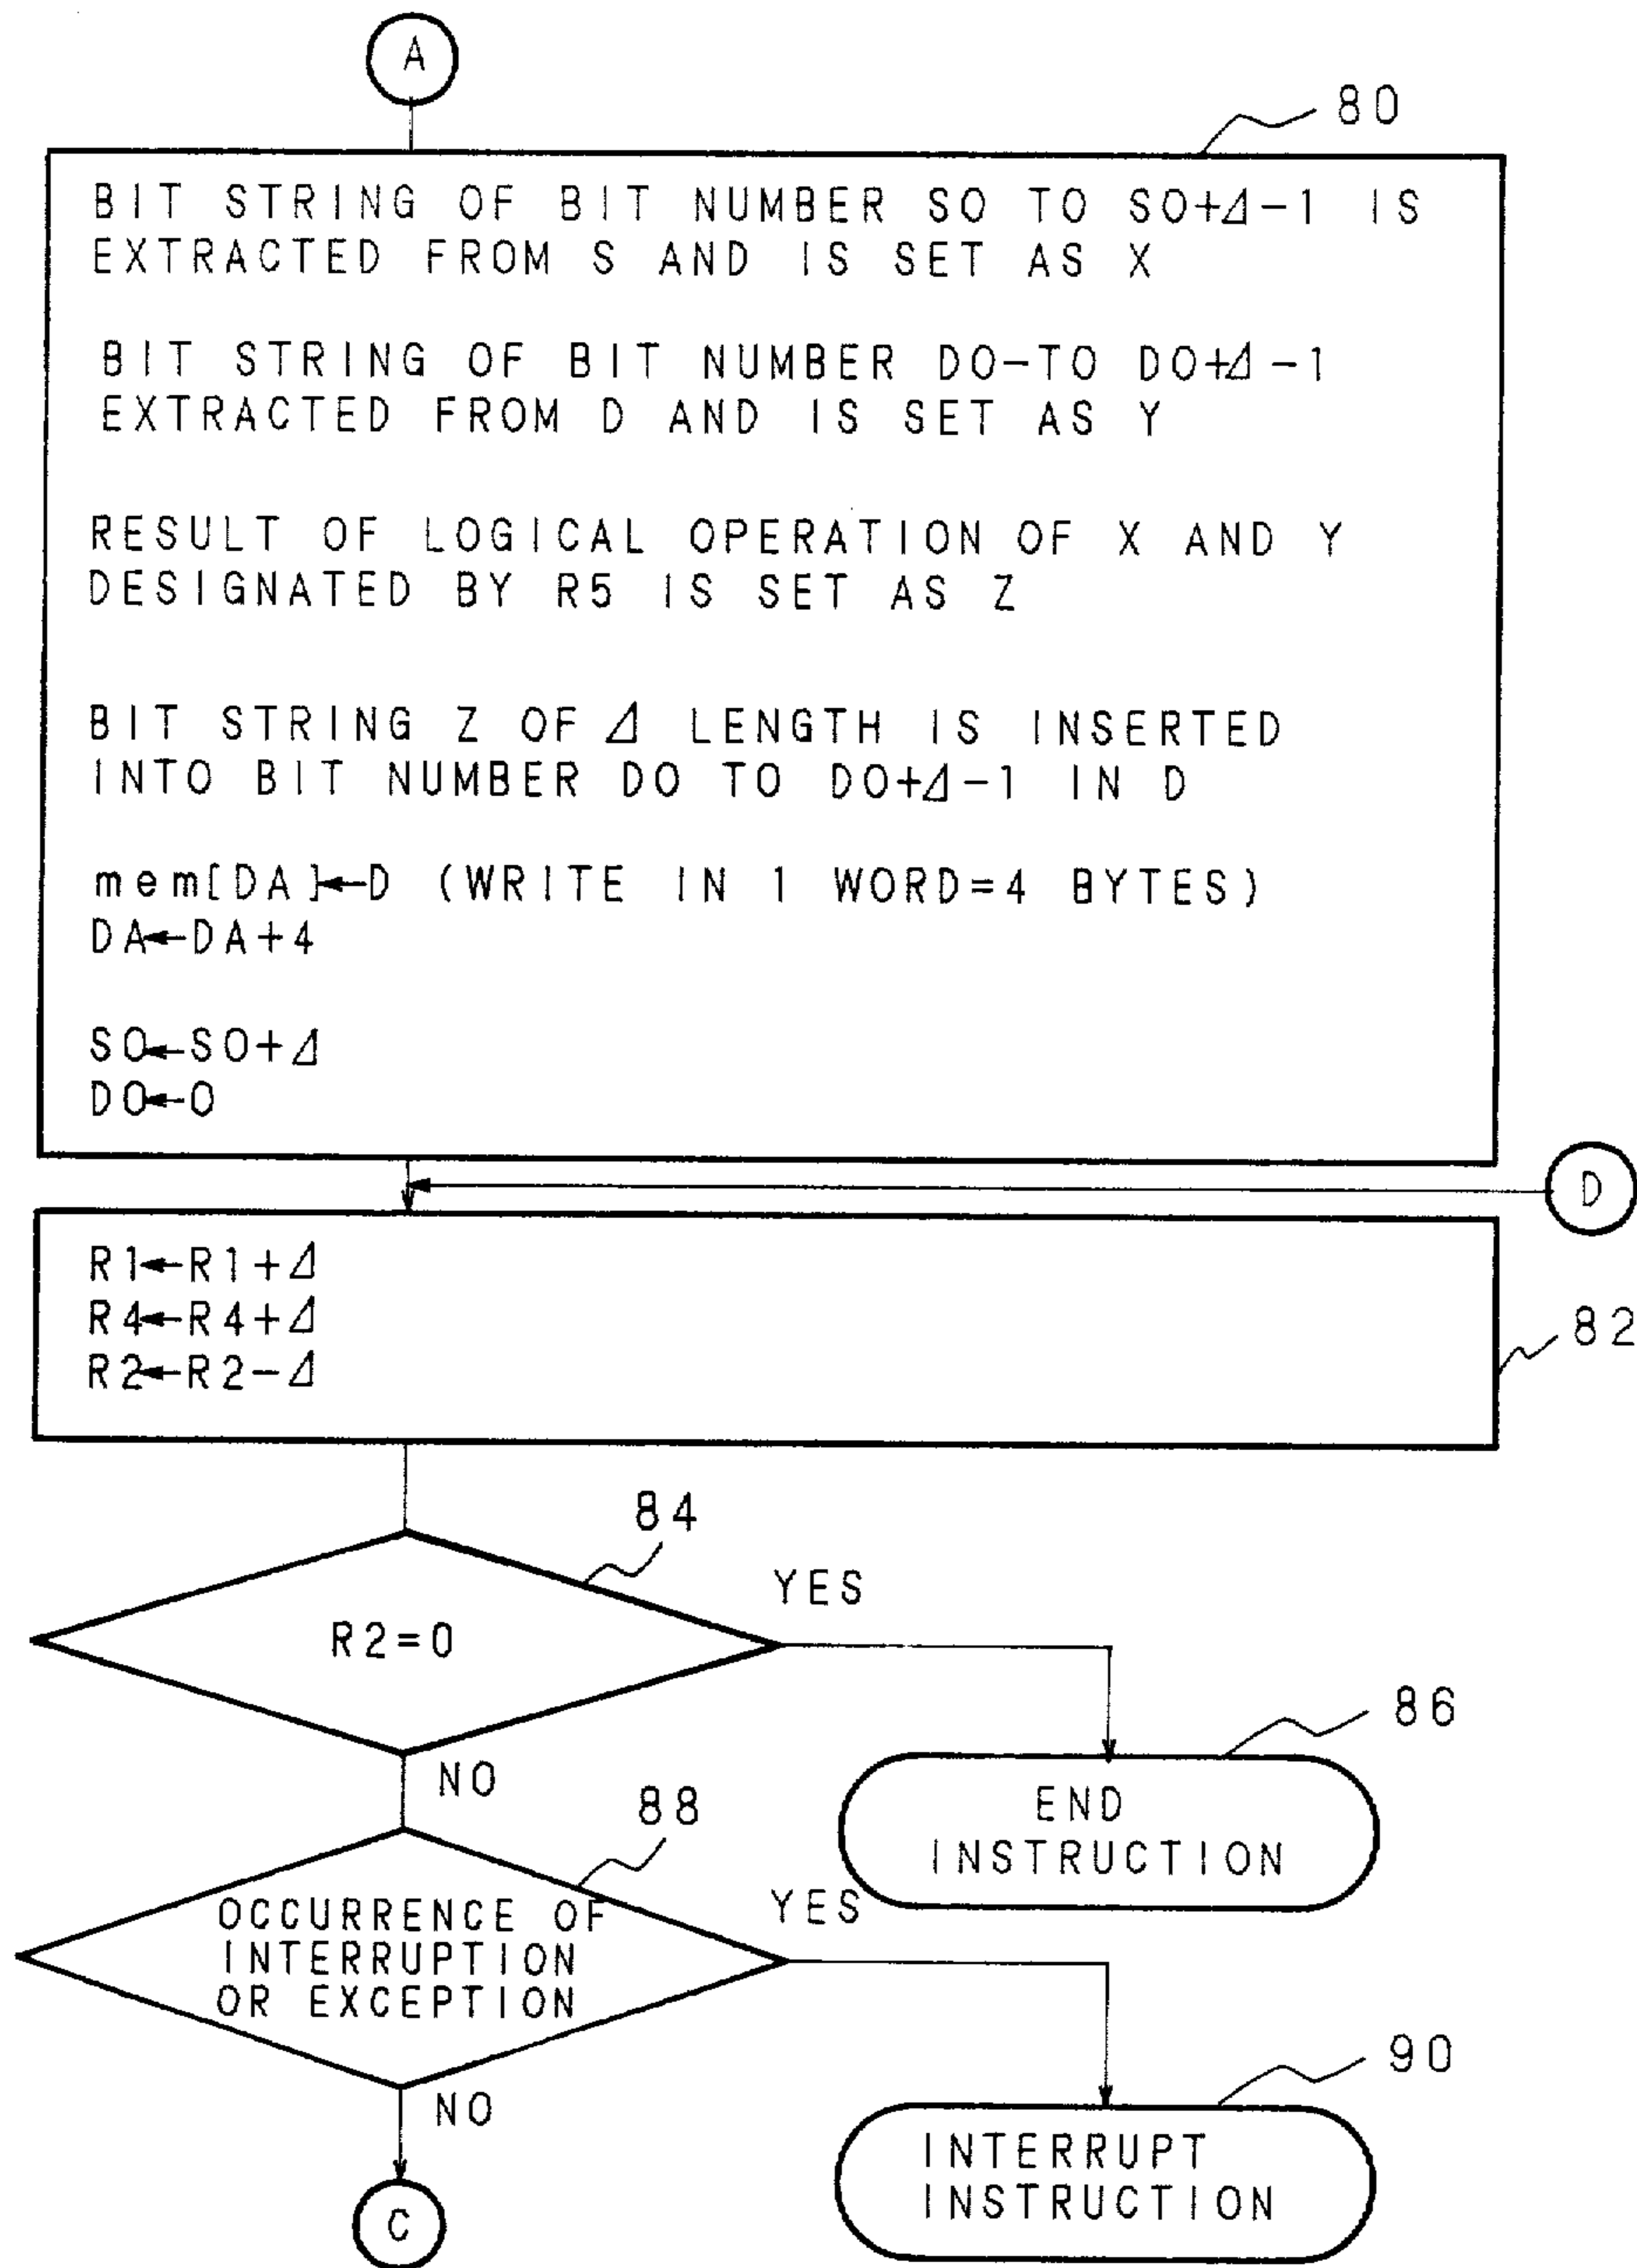 A
80
BIT STRING OF BIT NUMBER SO TO SO+⊿-1 IS
EXTRACTED FROM S AND IS SET AS X
BIT STRING OF BIT NUMBER DO-TO DO+⊿-1
EXTRACTED FROM D AND IS SET AS Y
RESULT OF LOGICAL OPERATION OF X AND Y
DESIGNATED BY R5 IS SET AS Z
BIT STRING Z OF ⊿ LENGTH IS INSERTED
INTO BIT NUMBER DO TO DO+⊿-1 IN D
mem[DA]←D (WRITE IN 1 WORD=4 BYTES)
DA←DA+4
SO←SO+⊿
DO←0
D
R1←R1+⊿
R4←R4+⊿
R2←R2-⊿
82
84
R2=0
YES
NO
86
END
INSTRUCTION
88
OCCURRENCE OF
INTERRUPTION
OR EXCEPTION
YES
NO
90
INTERRUPT
INSTRUCTION
C